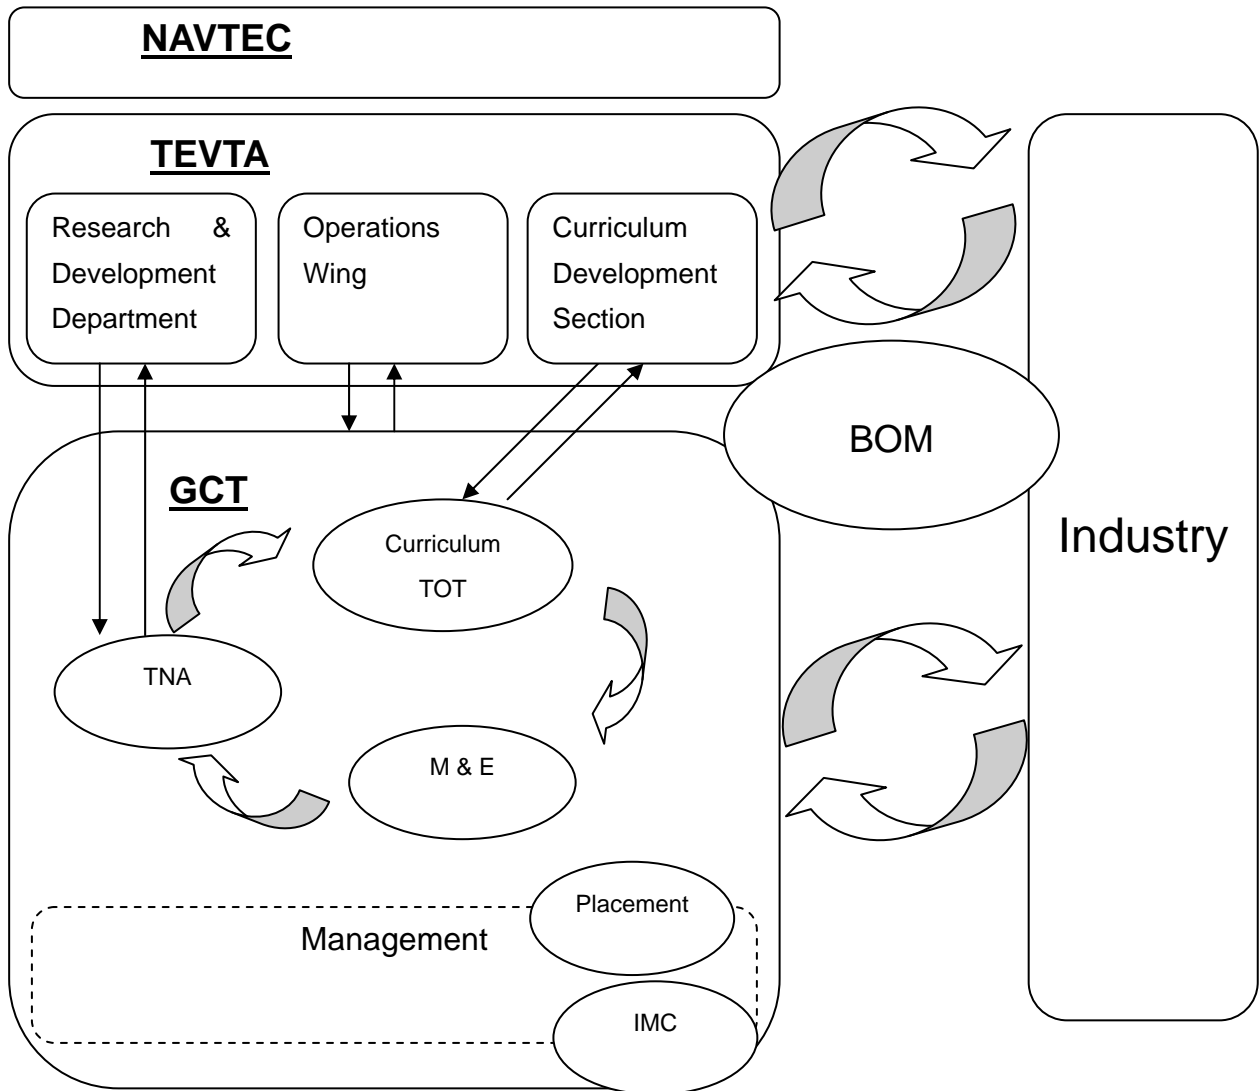 NAVTEC
TEVTA
Research &
Development
Department
Operations
Wing
Curriculum
Development
Section
BOM
Industry
GCT
Curriculum
TOT
TNA
M & E
Placement
Management
IMC